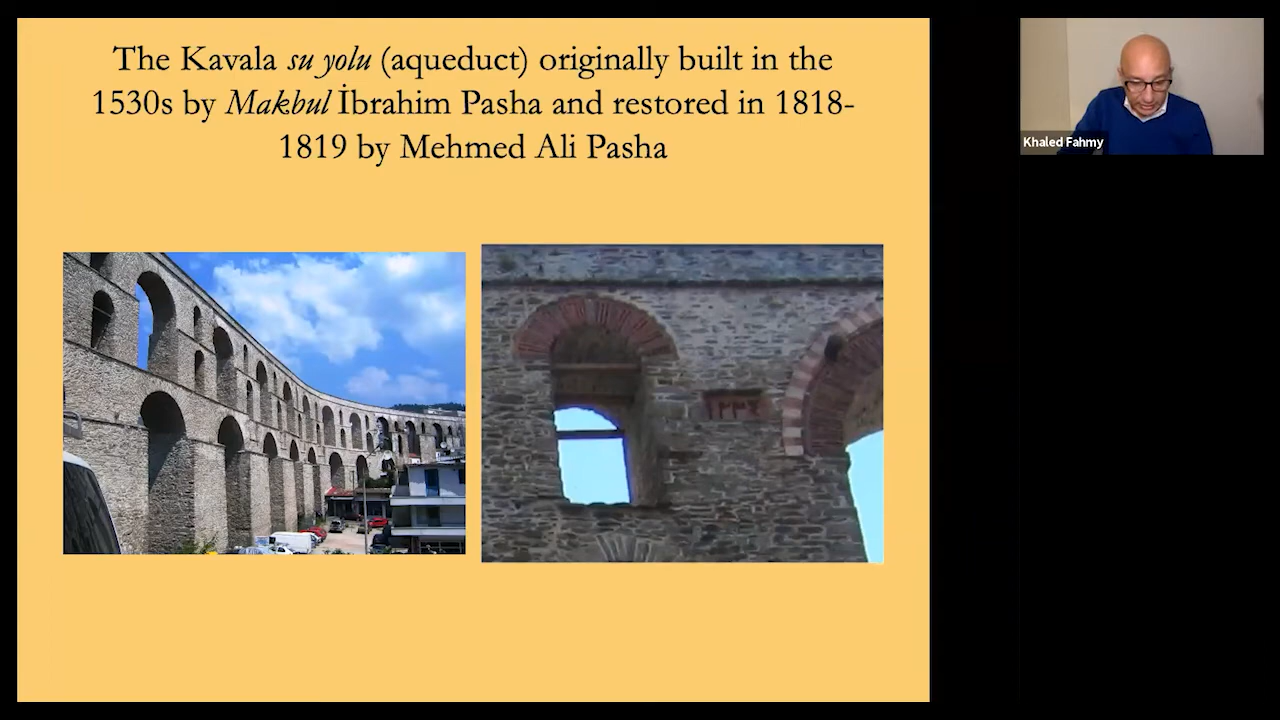 The Kavala su yolu (aqueduct) originally built in the
1530s by Makbul İbrahim Pasha and restored in 1818-
1819 by Mehmed Ali Pasha
١٢٣٤
Khaled Fahmy